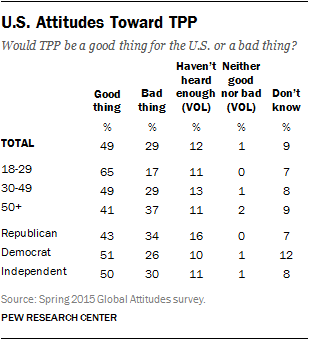 U.S. Attitudes Toward TPP
Would TPP be a good thing for the U.S. or a bad thing?
Good thing Bad thing Haven't heard enough (VOL) Neither good nor bad (VOL) Don't know
% % % % %
TOTAL 49 29 12 1 9
18-29 65 17 11 0 7
30-49 49 29 13 1 8
50+ 41 37 11 2 9
Republican 43 34 16 0 7
Democrat 51 26 10 1 12
Independent 50 30 11 1 8
Source: Spring 2015 Global Attitudes survey.
PEW RESEARCH CENTER